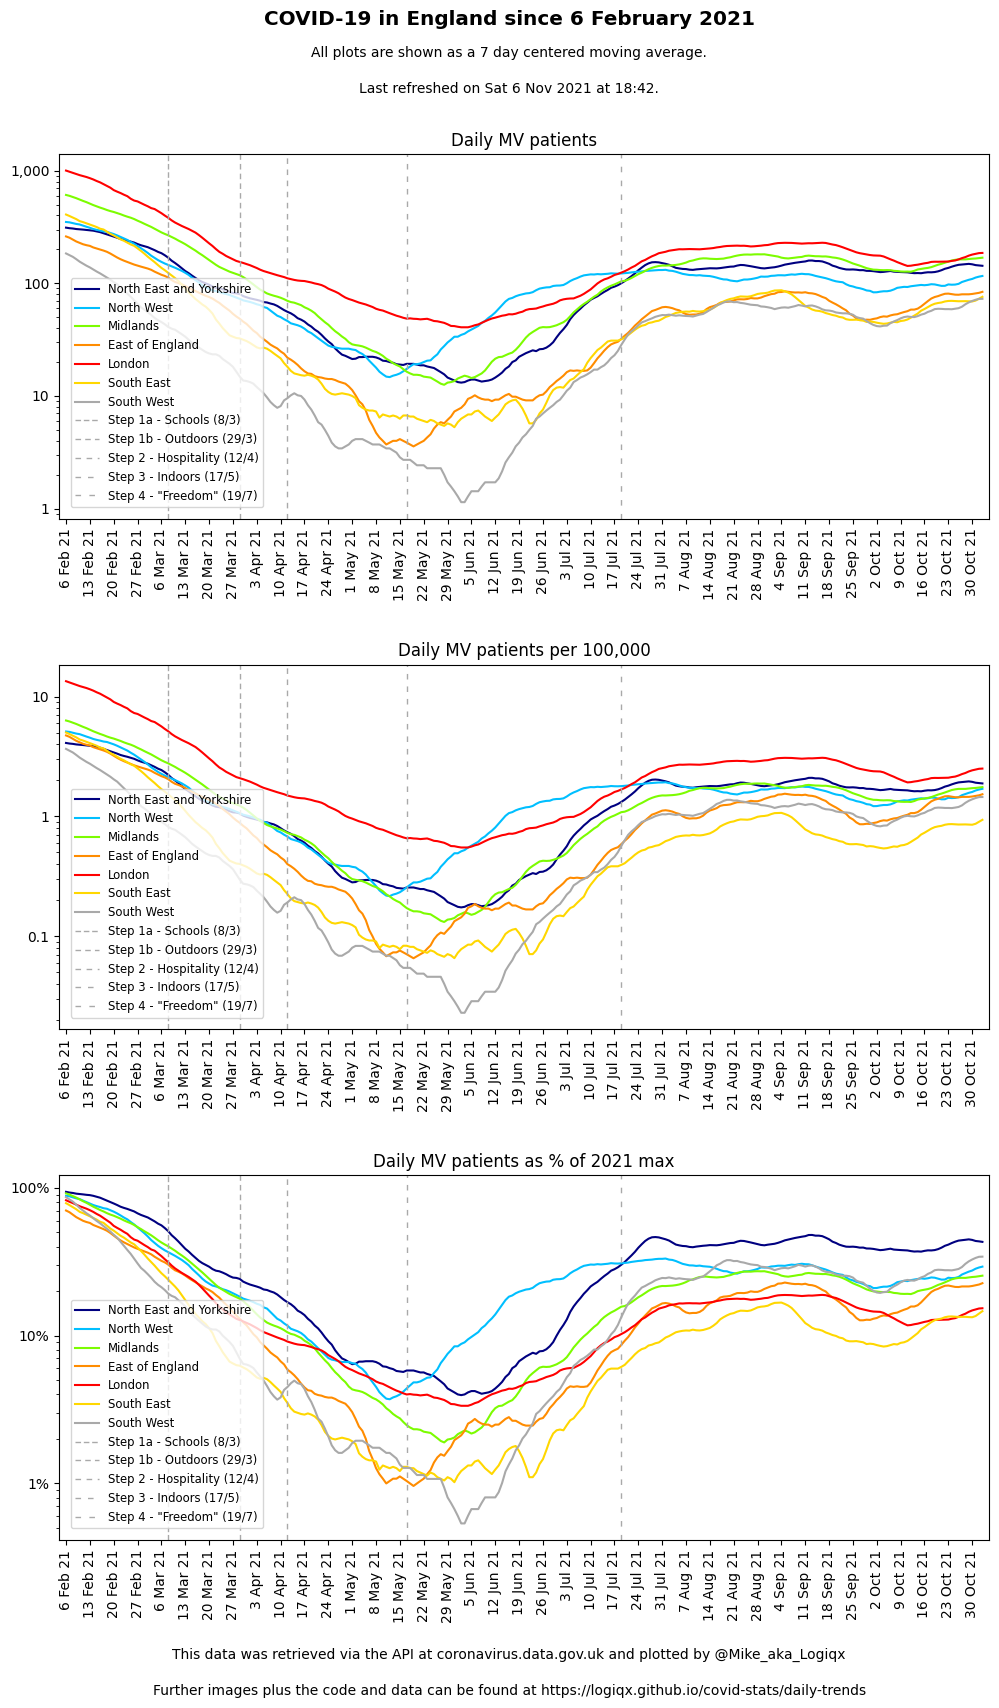 COVID-19 in England since 6 February 2021
All plots are shown as a 7 day centered moving average.
Last refreshed on Sat 6 Nov 2021 at 18:42.
Daily MV patients
1,000
100
10
1
North East and Yorkshire
North West
Midlands
East of England
London
South East
South West
Step 1a - Schools (8/3)
Step 1b - Outdoors (29/3)
Step 2 - Hospitality (12/4)
Step 3 - Indoors (17/5)
Step 4 - "Freedom" (19/7)
6 Feb 21
13 Feb 21
20 Feb 21
27 Feb 21
6 Mar 21
13 Mar 21
20 Mar 21
27 Mar 21
3 Apr 21
10 Apr 21
17 Apr 21
24 Apr 21
1 May 21
8 May 21
15 May 21
22 May 21
29 May 21
5 Jun 21
12 Jun 21
19 Jun 21
26 Jun 21
3 Jul 21
10 Jul 21
17 Jul 21
24 Jul 21
31 Jul 21
7 Aug 21
14 Aug 21
21 Aug 21
28 Aug 21
4 Sep 21
11 Sep 21
18 Sep 21
25 Sep 21
2 Oct 21
9 Oct 21
16 Oct 21
23 Oct 21
30 Oct 21
Daily MV patients per 100,000
10
1
0.1
North East and Yorkshire
North West
Midlands
East of England
London
South East
South West
Step 1a - Schools (8/3)
Step 1b - Outdoors (29/3)
Step 2 - Hospitality (12/4)
Step 3 - Indoors (17/5)
Step 4 - "Freedom" (19/7)
6 Feb 21
13 Feb 21
20 Feb 21
27 Feb 21
6 Mar 21
13 Mar 21
20 Mar 21
27 Mar 21
3 Apr 21
10 Apr 21
17 Apr 21
24 Apr 21
1 May 21
8 May 21
15 May 21
22 May 21
29 May 21
5 Jun 21
12 Jun 21
19 Jun 21
26 Jun 21
3 Jul 21
10 Jul 21
17 Jul 21
24 Jul 21
31 Jul 21
7 Aug 21
14 Aug 21
21 Aug 21
28 Aug 21
4 Sep 21
11 Sep 21
18 Sep 21
25 Sep 21
2 Oct 21
9 Oct 21
16 Oct 21
23 Oct 21
30 Oct 21
Daily MV patients as % of 2021 max
100%
10%
1%
North East and Yorkshire
North West
Midlands
East of England
London
South East
South West
Step 1a - Schools (8/3)
Step 1b - Outdoors (29/3)
Step 2 - Hospitality (12/4)
Step 3 - Indoors (17/5)
Step 4 - "Freedom" (19/7)
6 Feb 21
13 Feb 21
20 Feb 21
27 Feb 21
6 Mar 21
13 Mar 21
20 Mar 21
27 Mar 21
3 Apr 21
10 Apr 21
17 Apr 21
24 Apr 21
1 May 21
8 May 21
15 May 21
22 May 21
29 May 21
5 Jun 21
12 Jun 21
19 Jun 21
26 Jun 21
3 Jul 21
10 Jul 21
17 Jul 21
24 Jul 21
31 Jul 21
7 Aug 21
14 Aug 21
21 Aug 21
28 Aug 21
4 Sep 21
11 Sep 21
18 Sep 21
25 Sep 21
2 Oct 21
9 Oct 21
16 Oct 21
23 Oct 21
30 Oct 21
This data was retrieved via the API at coronavirus.data.gov.uk and plotted by @Mike_aka_Logiqx
Further images plus the code and data can be found at https://logiqx.github.io/covid-stats/daily-trends